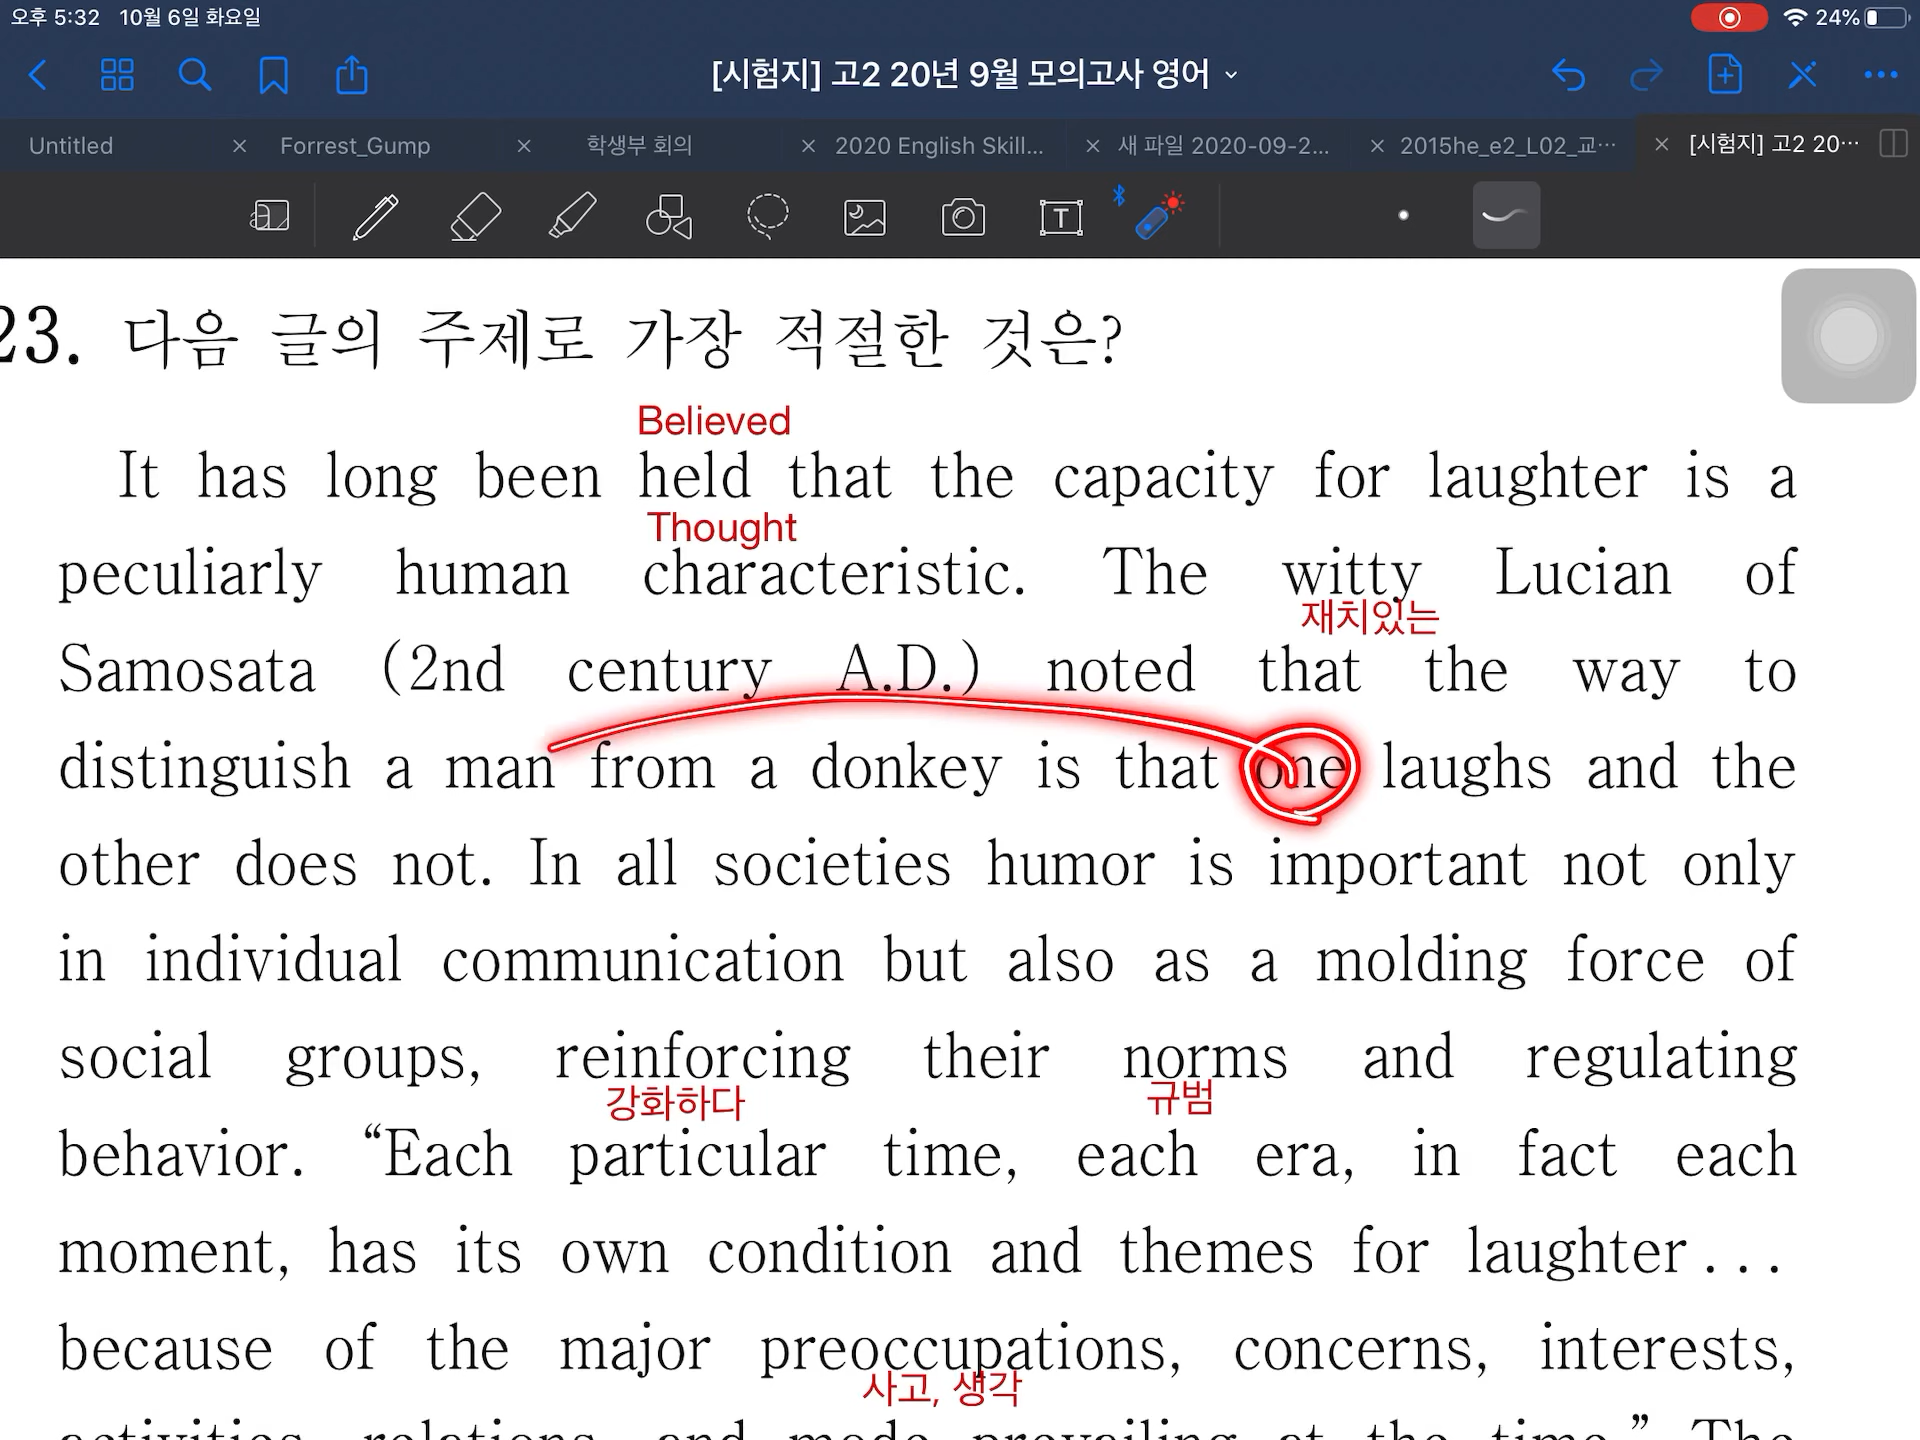 오후 5:32 10월 6일 화요일
24%
[시험지] 고2 20년 9월 모의고사 영어
Untitled
Forrest_Gump
학생부 회의
2020 English Skill...
새 파일 2020-09-2...
2015he_e2_L02_교...
[시험지] 고2 20...
23. 다음 글의 주제로 가장 적절한 것은?
Believed
It has long been held that the capacity for laughter is a
Thought
peculiarly human characteristic. The witty Lucian of
재치있는
Samosata (2nd century A.D.) noted that the way to
distinguish a man from a donkey is that one laughs and the
other does not. In all societies humor is important not only
in individual communication but also as a molding force of
social groups, reinforcing their norms and regulating
강화하다 규범
behavior. “Each particular time, each era, in fact each
moment, has its own condition and themes for laughter...
because of the major preoccupations, concerns, interests,
사고, 생각
activities, relations, and mode prevailing at the time.” The